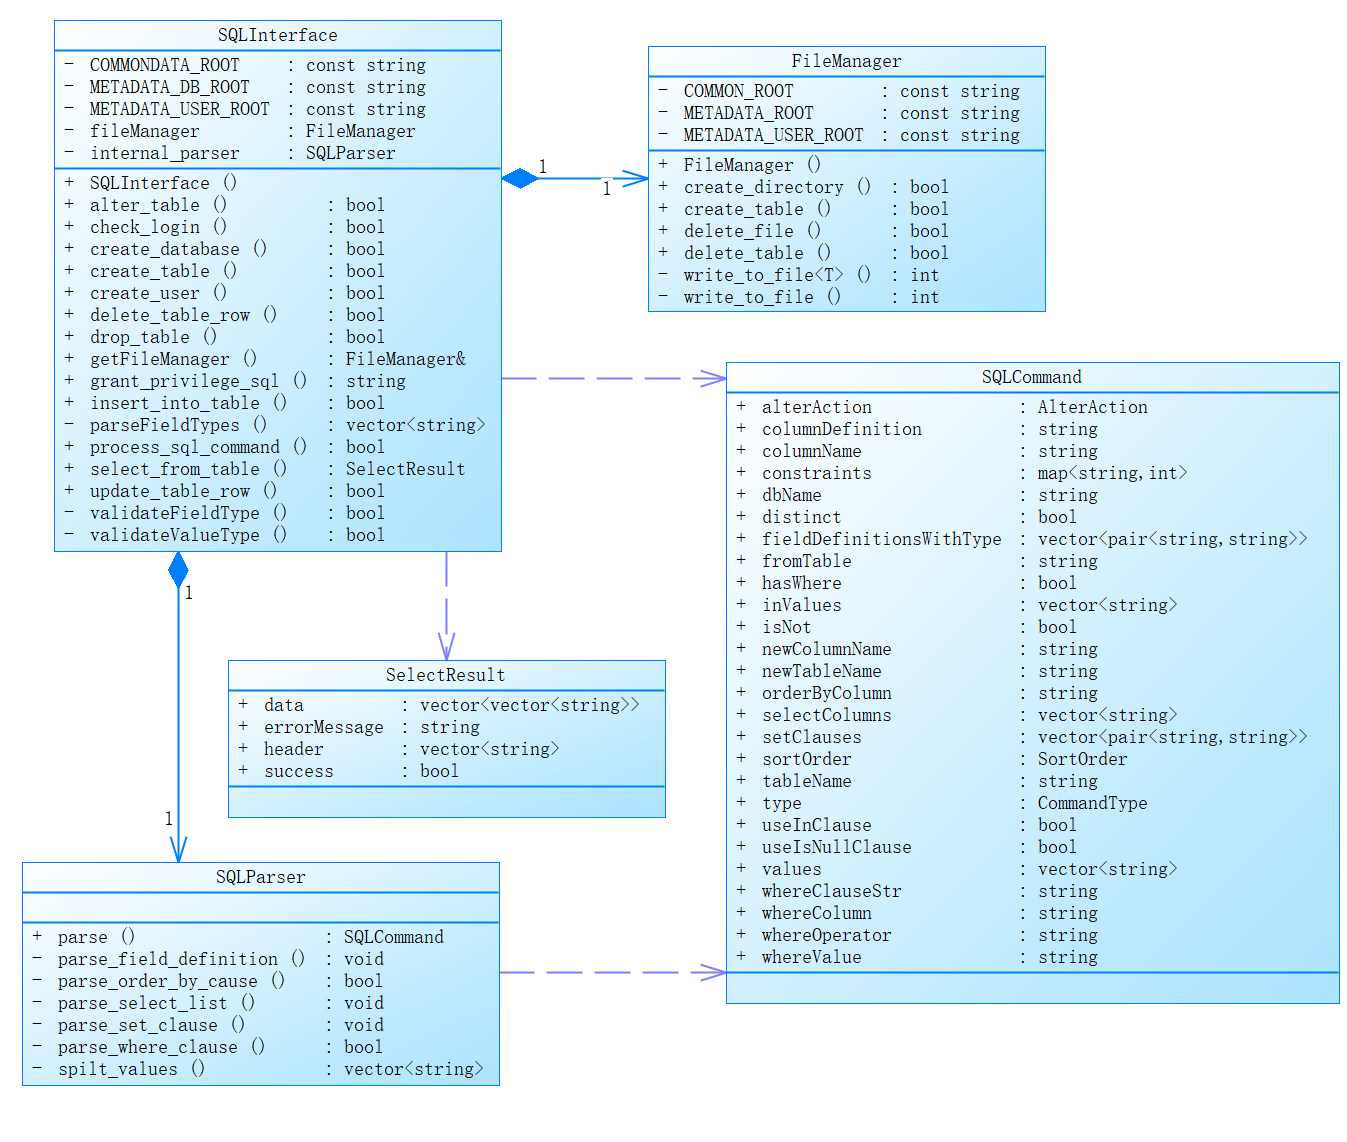 SQLInterface
- COMMONDATA_ROOT : const string
- METADATA_DB_ROOT : const string
- METADATA_USER_ROOT : const string
- fileManager : FileManager
- internal_parser : SQLParser
+ SQLInterface ()
+ alter_table () : bool
+ check_login () : bool
+ create_database () : bool
+ create_table () : bool
+ create_user () : bool
+ delete_table_row () : bool
+ drop_table () : bool
+ getFileManager () : FileManager&
+ grant_privilege_sql () : string
+ insert_into_table () : bool
- parseFieldTypes () : vector<string>
+ process_sql_command () : bool
+ select_from_table () : SelectResult
+ update_table_row () : bool
- validateFieldType () : bool
- validateValueType () : bool
1
1
FileManager
- COMMON_ROOT : const string
- METADATA_ROOT : const string
- METADATA_USER_ROOT : const string
+ FileManager ()
+ create_directory () : bool
+ create_table () : bool
+ delete_file () : bool
+ delete_table () : bool
- write_to_file<T> () : int
- write_to_file () : int
SQLCommand
+ alterAction : AlterAction
+ columnDefinition : string
+ columnName : string
+ constraints : map<string,int>
+ dbName : string
+ distinct : bool
+ fieldDefinitionsWithType : vector<pair<string,string>>
+ fromTable : string
+ hasWhere : bool
+ inValues : vector<string>
+ isNot : bool
+ newColumnName : string
+ newTableName : string
+ orderByColumn : string
+ selectColumns : vector<string>
+ setClauses : vector<pair<string,string>>
+ sortOrder : SortOrder
+ tableName : string
+ type : CommandType
+ useInClause : bool
+ useIsNullClause : bool
+ values : vector<string>
+ whereClauseStr : string
+ whereColumn : string
+ whereOperator : string
+ whereValue : string
1
1
SelectResult
+ data : vector<vector<string>>
+ errorMessage : string
+ header : vector<string>
+ success : bool
SQLParser
+ parse () : SQLCommand
- parse_field_definition () : void
- parse_order_by_cause () : bool
- parse_select_list () : void
- parse_set_clause () : void
- parse_where_clause () : bool
- spilt_values () : vector<string>